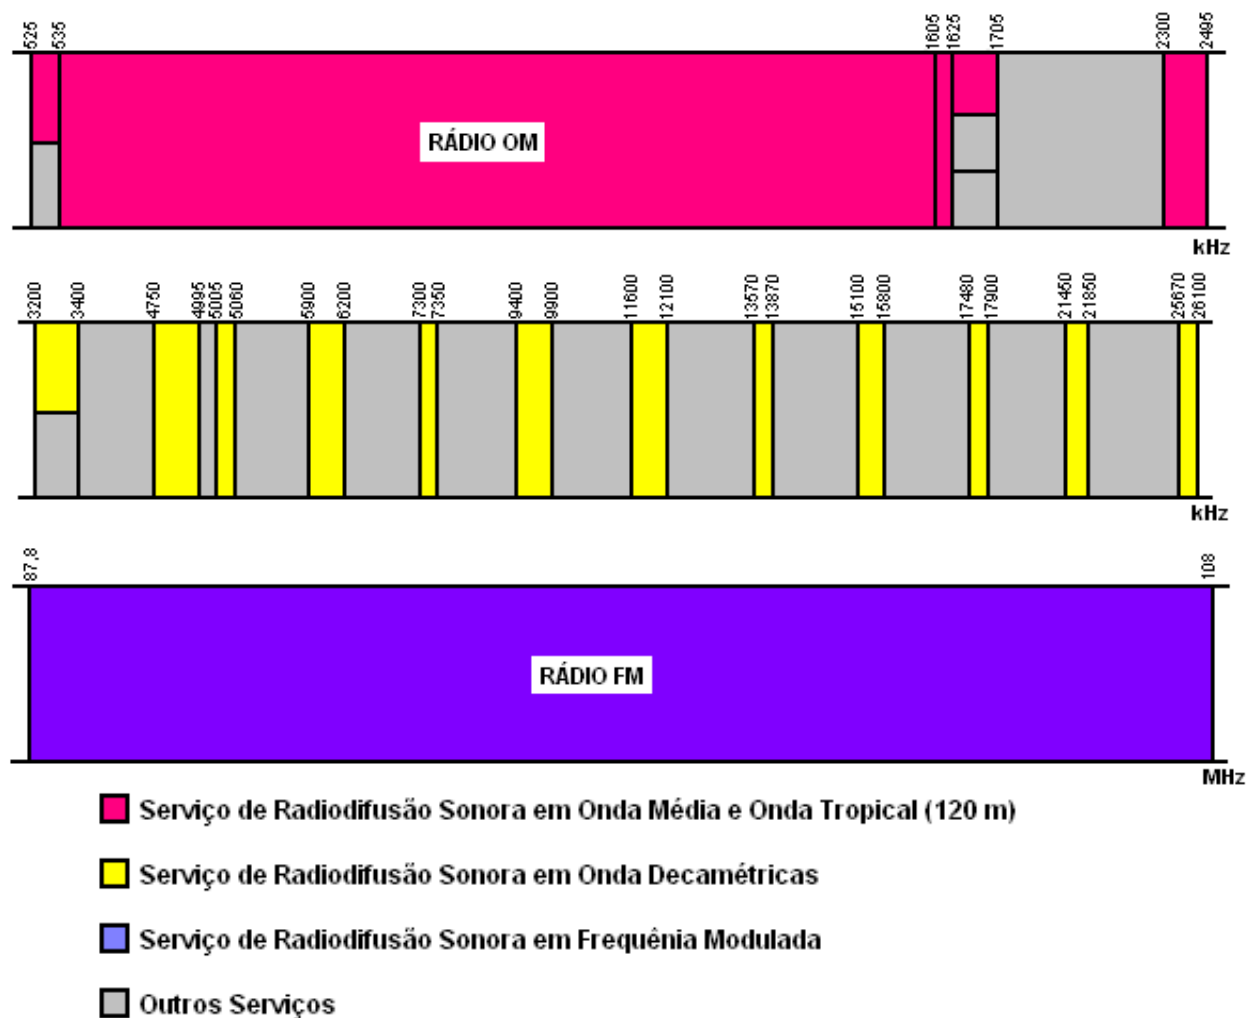 525 535 1605 1625 1705 2300 2495
RÁDIO OM
kHz
3200 3400 4750 4995 5005 5060 5900 6200 7300 7350 9400 9900 11600 12100 13570 13870 15100 15800 17480 17900 21450 21850 25670 26100
kHz
87,8 108
RÁDIO FM
MHz
Serviço de Radiodifusão Sonora em Onda Média e Onda Tropical (120 m)
Serviço de Radiodifusão Sonora em Onda Decamétricas
Serviço de Radiodifusão Sonora em Frequênia Modulada
Outros Serviços